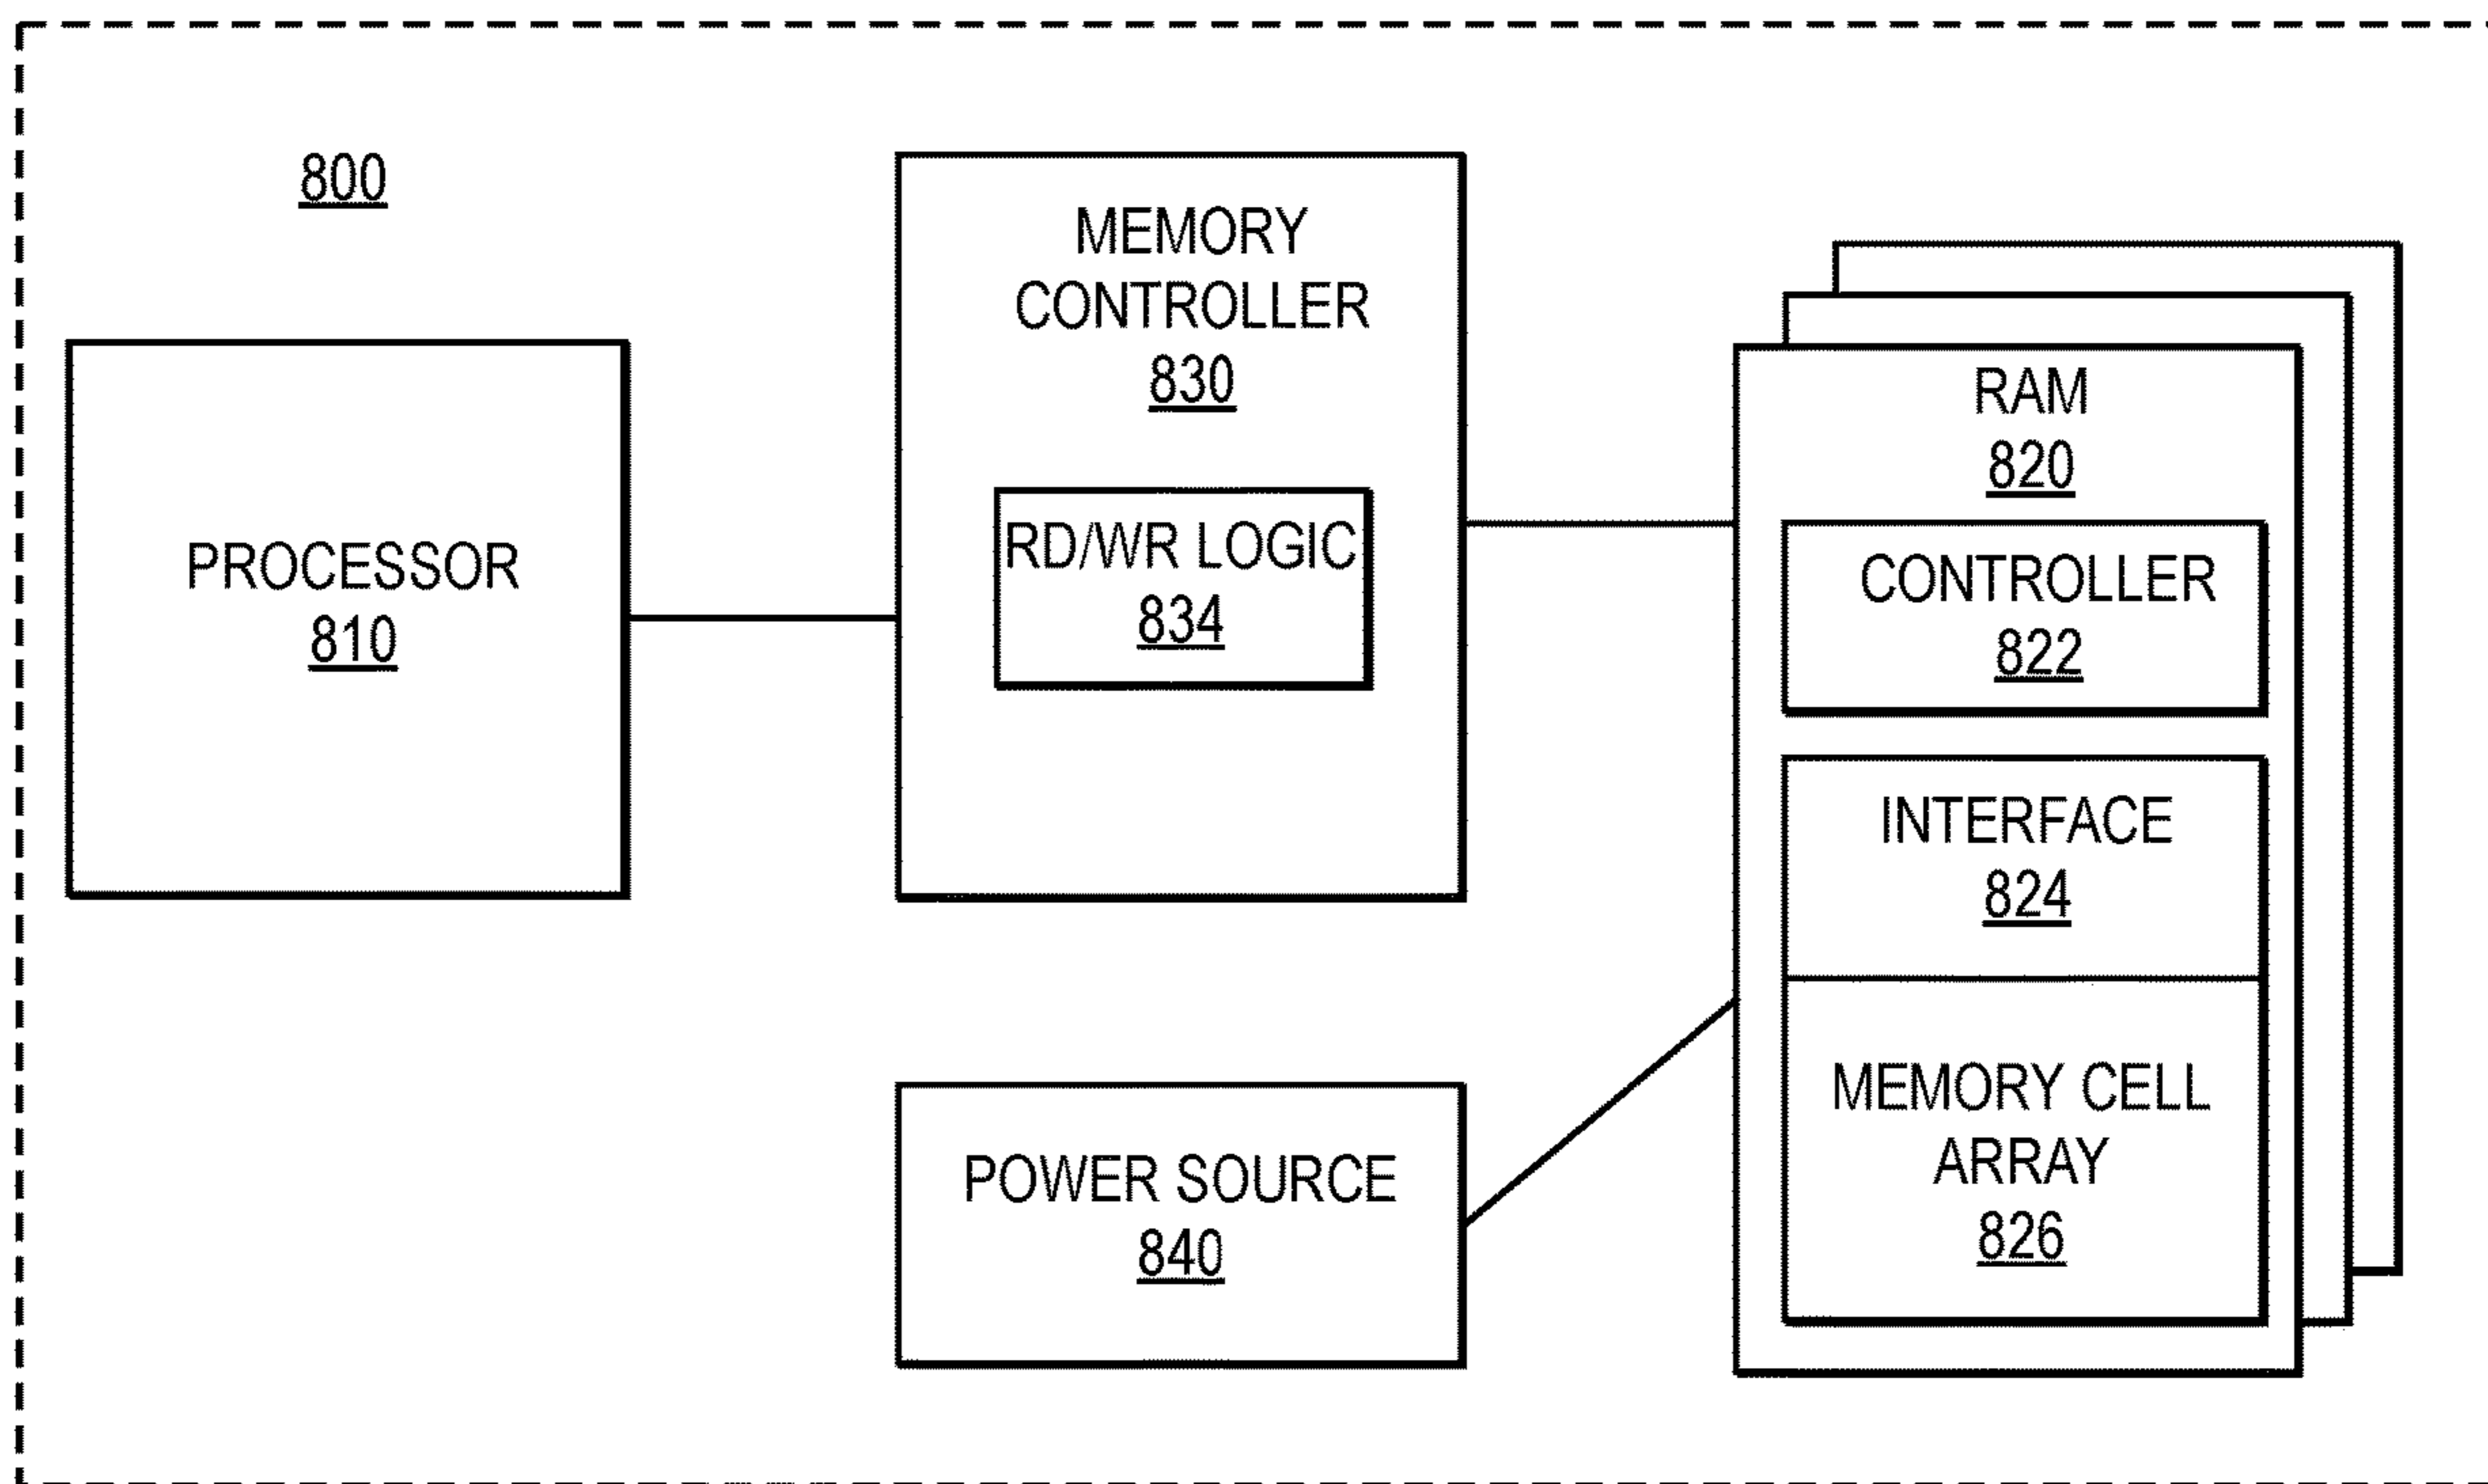 800
PROCESSOR
810
MEMORY
CONTROLLER
830
RD/WR LOGIC
834
POWER SOURCE
840
RAM
820
CONTROLLER
822
INTERFACE
824
MEMORY CELL
ARRAY
826